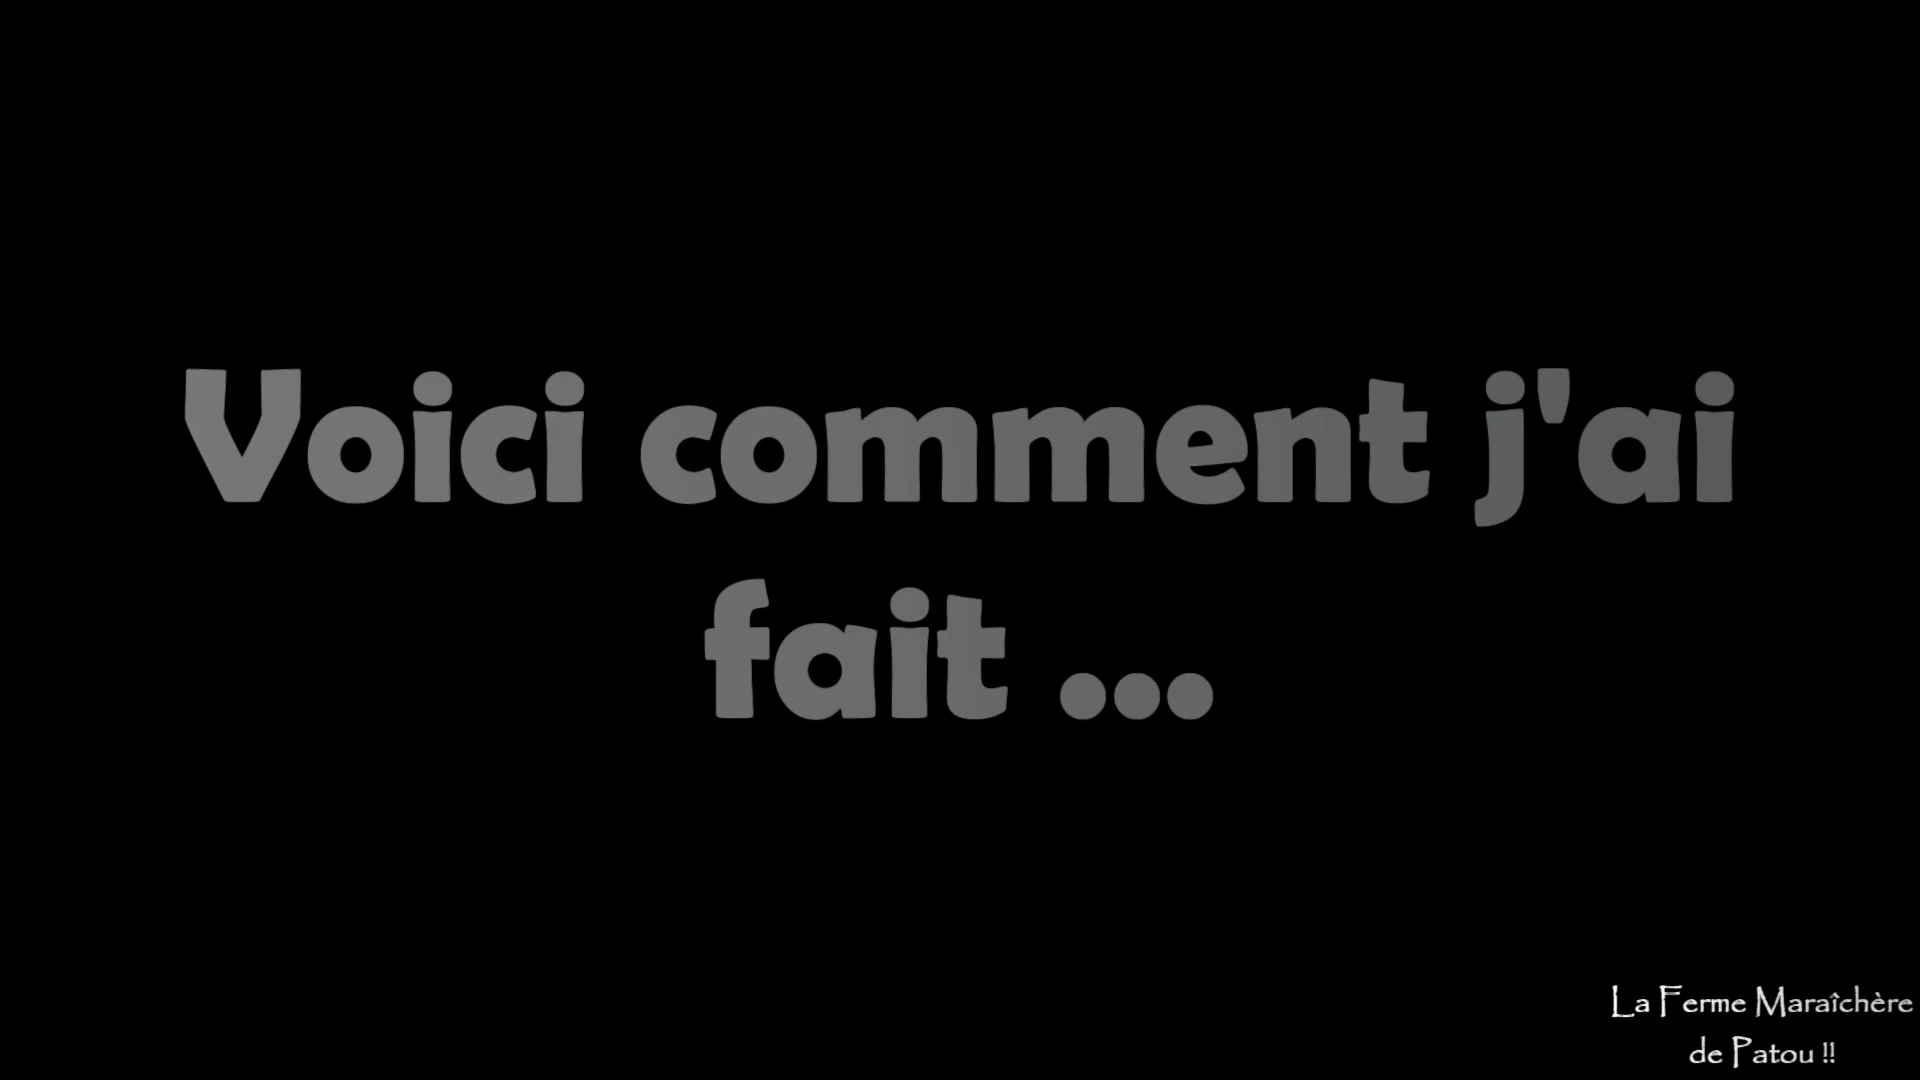 Voici comment j'ai
fait ...
La Ferme Maraîchère
de Patou !!